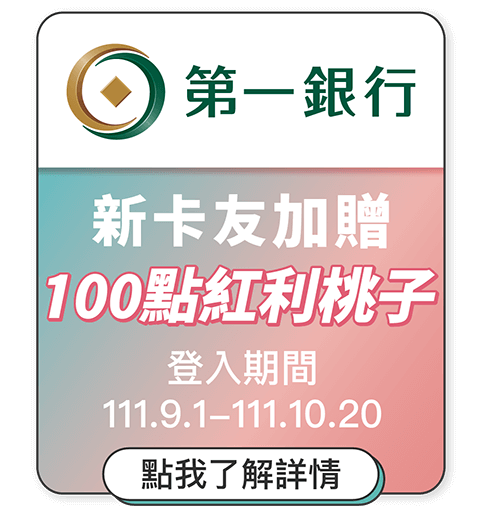 第一銀行
新卡友加贈
100點紅利桃子
登入期間
111.9.1-111.10.20
點我了解詳情